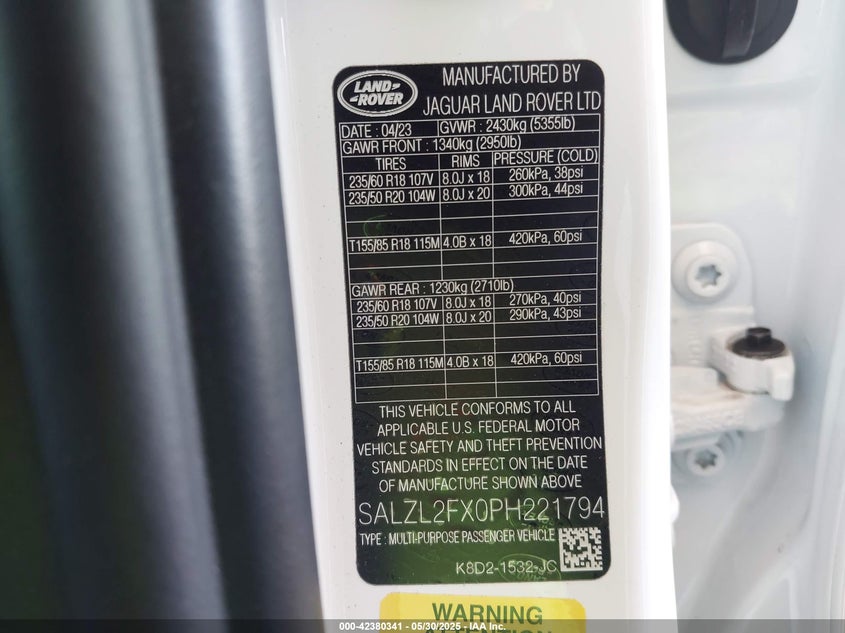 LAND
ROVER
MANUFACTURED BY
JAGUAR LAND ROVER LTD
DATE : 04/23 GVWR : 2430kg (5355lb)
GAWR FRONT : 1340kg (2950lb)
TIRES RIMS PRESSURE (COLD)
235/60 R18 107V 8.0J x 18 260kPa, 38psi
235/50 R20 104W 8.0J x 20 300kPa, 44psi
T155/85 R18 115M 4.0B x 18 420kPa, 60psi
GAWR REAR : 1230kg (2710lb)
235/60 R18 107V 8.0J x 18 270kPa, 40psi
235/50 R20 104W 8.0J x 20 290kPa, 43psi
T155/85 R18 115M 4.0B x 18 420kPa, 60psi
THIS VEHICLE CONFORMS TO ALL
APPLICABLE U.S. FEDERAL MOTOR
VEHICLE SAFETY AND THEFT PREVENTION
STANDARDS IN EFFECT ON THE DATE
OF MANUFACTURE SHOWN ABOVE
SALZL2FX0PH221794
TYPE : MULTI-PURPOSE PASSENGER VEHICLE
K8D2-1532-JC
WARNING
000-42380341 - 05/30/2025 - IAA Inc.